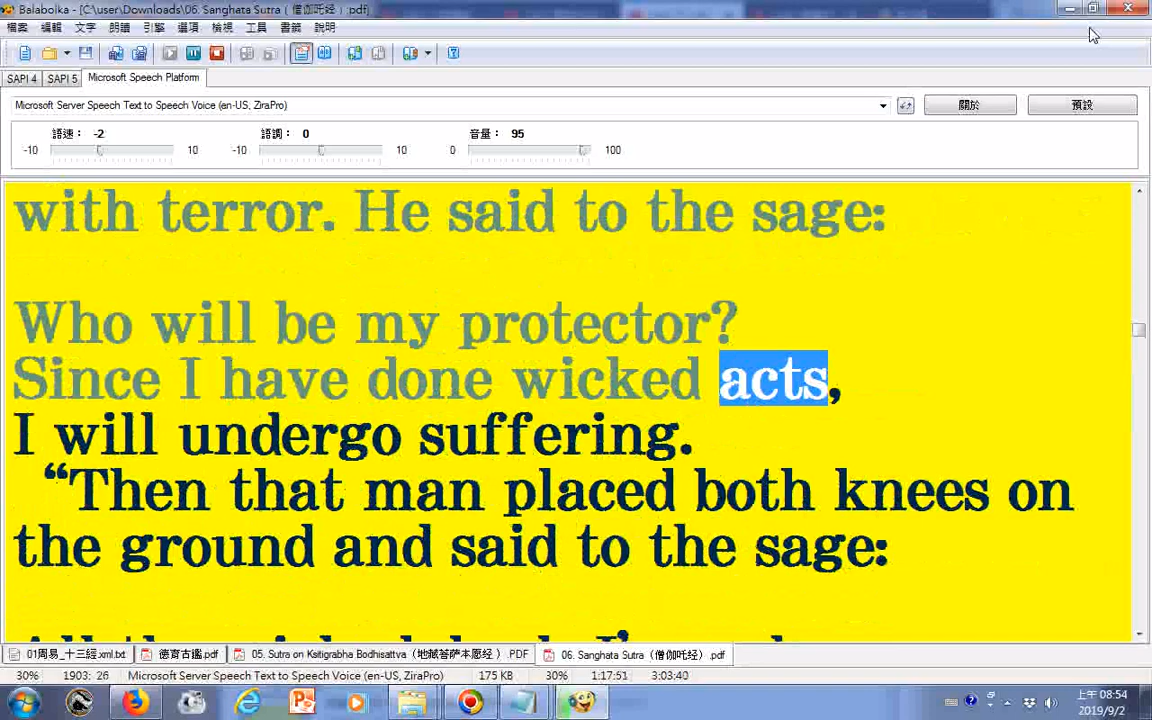 Balabolka - [C:\user\Downloads\06. Sanghata Sutra（僧伽吒经）.pdf]
檔案 編輯 文字 朗讀 引擎 選項 檢視 工具 書籤 說明
SAPI 4 SAPI 5 Microsoft Speech Platform
Microsoft Server Speech Text to Speech Voice (en-US, ZiraPro) 關於 預設
語速： -2 語調： 0 音量： 95
-10 10 -10 10 0 100
with terror. He said to the sage:
Who will be my protector?
Since I have done wicked acts,
I will undergo suffering.
“Then that man placed both knees on
the ground and said to the sage:
01周易_十三經.xml.txt 德育古鑑.pdf 05. Sutra on Ksitigrabha Bodhisattva（地藏菩萨本愿经）.PDF 06. Sanghata Sutra（僧伽吒经）.pdf
30% 1903: 26 Microsoft Server Speech Text to Speech Voice (en-US, ZiraPro) 175 KB 30% 1:17:51 3:03:40
上午 08:54
2019/9/2